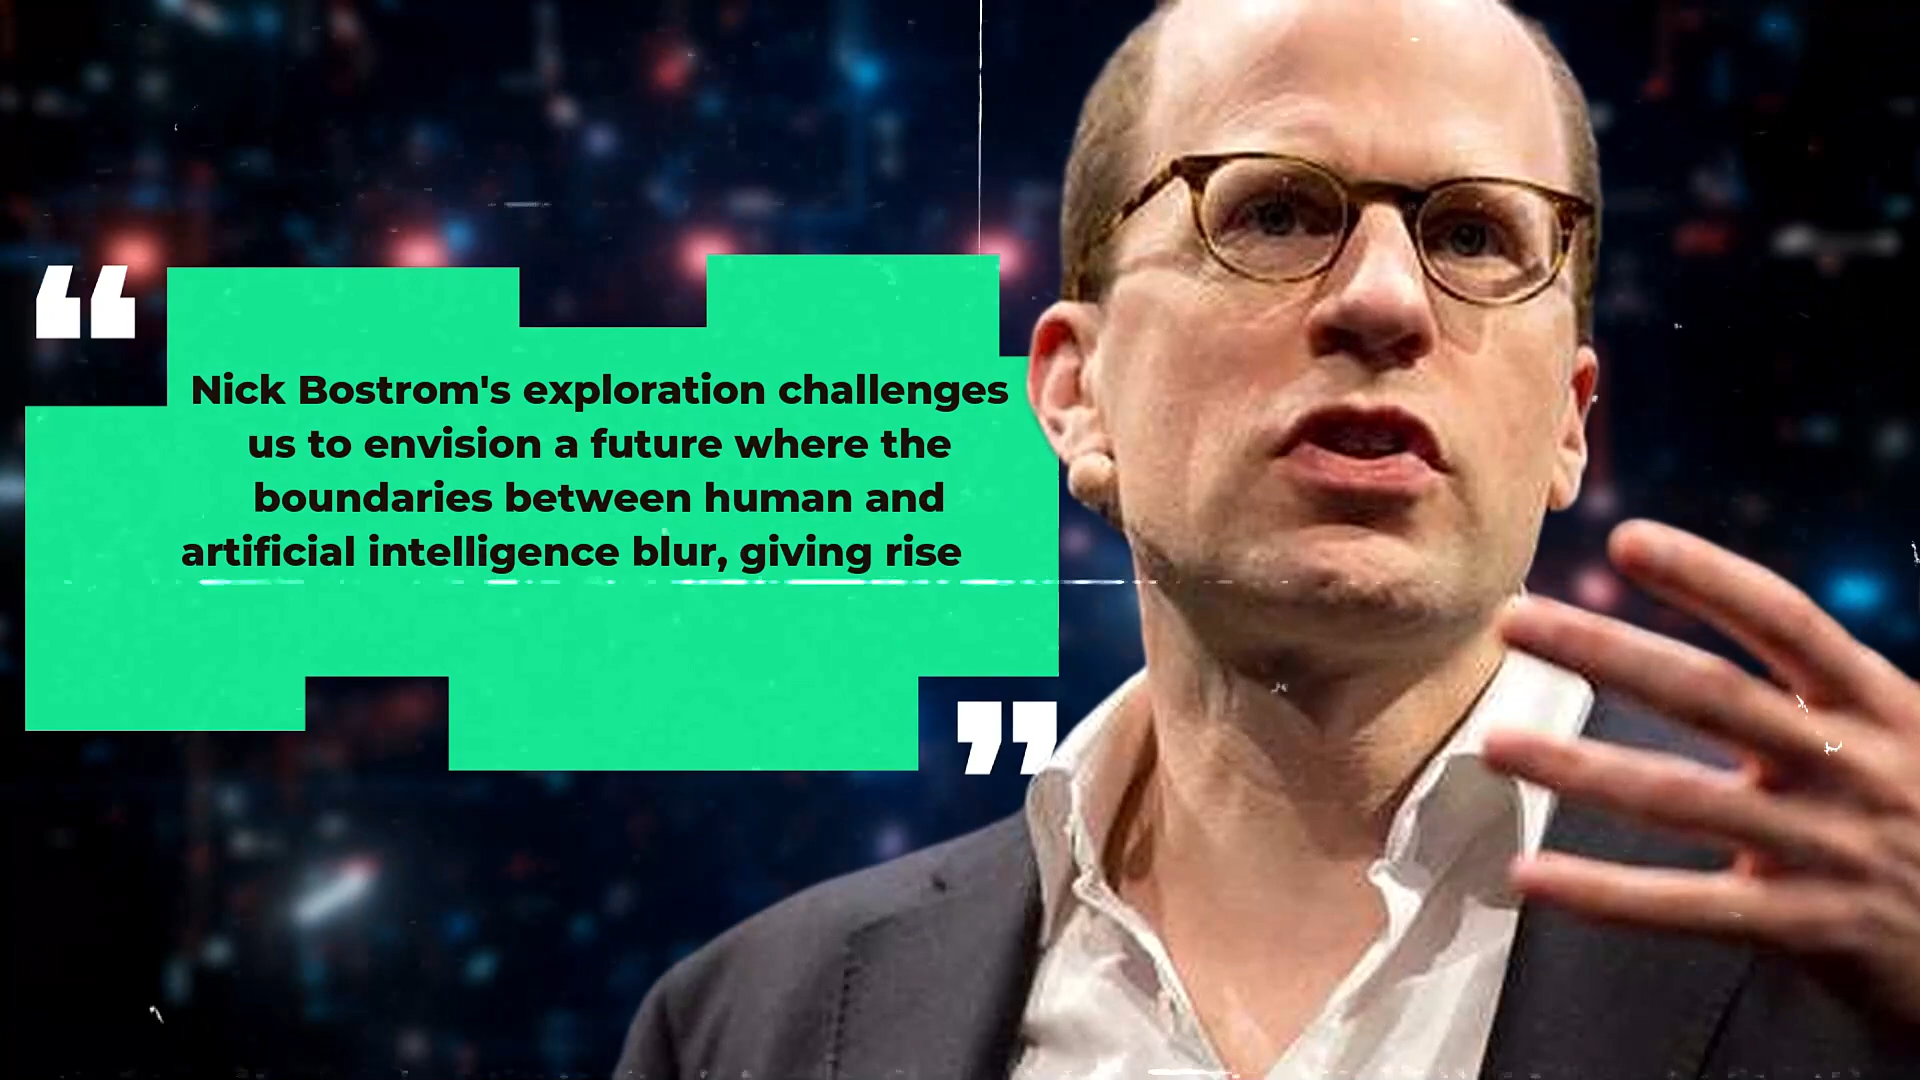 “
Nick Bostrom's exploration challenges
us to envision a future where the
boundaries between human and
artificial intelligence blur, giving rise
”